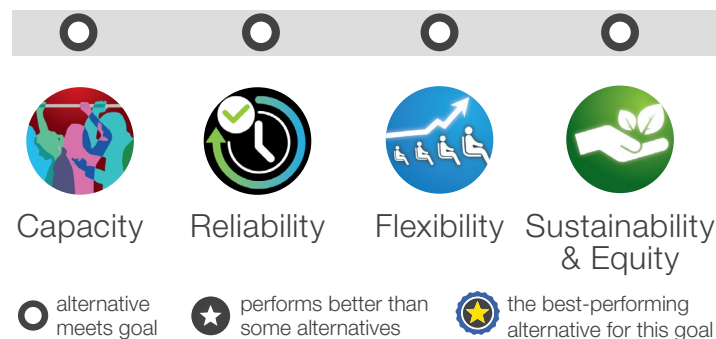 Capacity
Reliability
Flexibility
Sustainability
& Equity
alternative
meets goal
performs better than
some alternatives
the best-performing
alternative for this goal